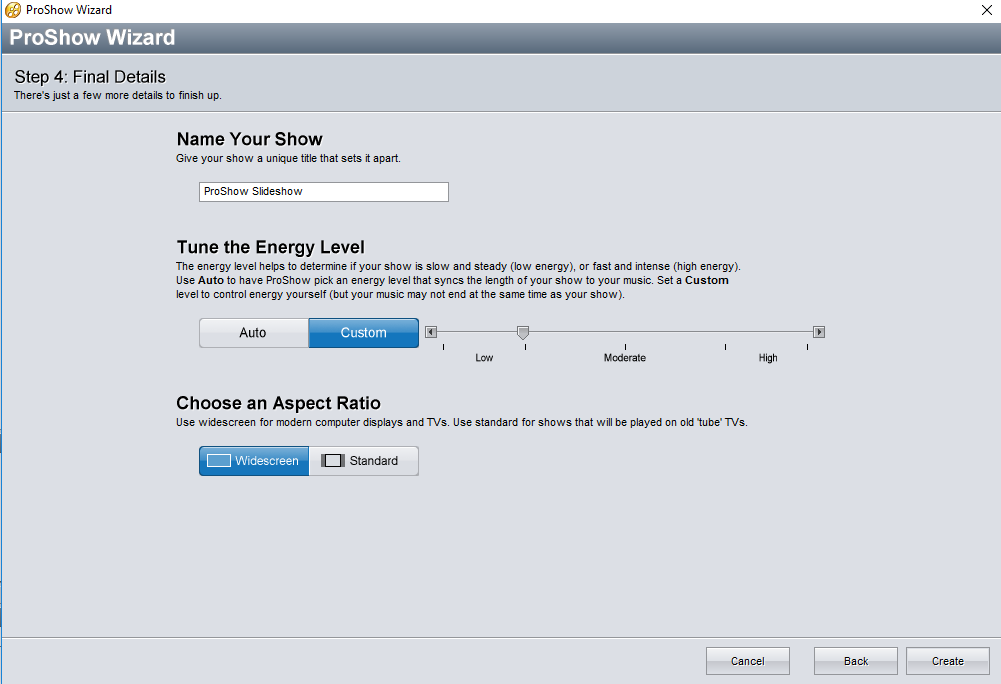 ProShow Wizard
ProShow Wizard
Step 4: Final Details
There's just a few more details to finish up.
Name Your Show
Give your show a unique title that sets it apart.
ProShow Slideshow
Tune the Energy Level
The energy level helps to determine if your show is slow and steady (low energy), or fast and intense (high energy).
Use Auto to have ProShow pick an energy level that syncs the length of your show to your music. Set a Custom
level to control energy yourself (but your music may not end at the same time as your show).
Auto Custom
Low Moderate High
Choose an Aspect Ratio
Use widescreen for modern computer displays and TVs. Use standard for shows that will be played on old 'tube' TVs.
Widescreen Standard
Cancel Back Create